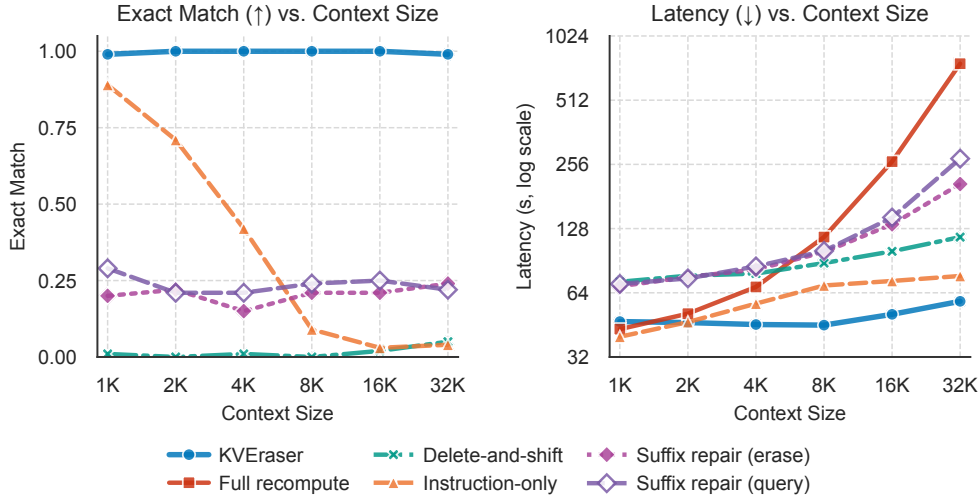 Exact Match (↑) vs. Context Size
Exact Match
1.00
0.75
0.50
0.25
0.00
1K 2K 4K 8K 16K 32K
Context Size
Latency (↓) vs. Context Size
Latency (s, log scale)
1024
512
256
128
64
32
1K 2K 4K 8K 16K 32K
Context Size
KVEraser
Full recompute
Delete-and-shift
Instruction-only
Suffix repair (erase)
Suffix repair (query)